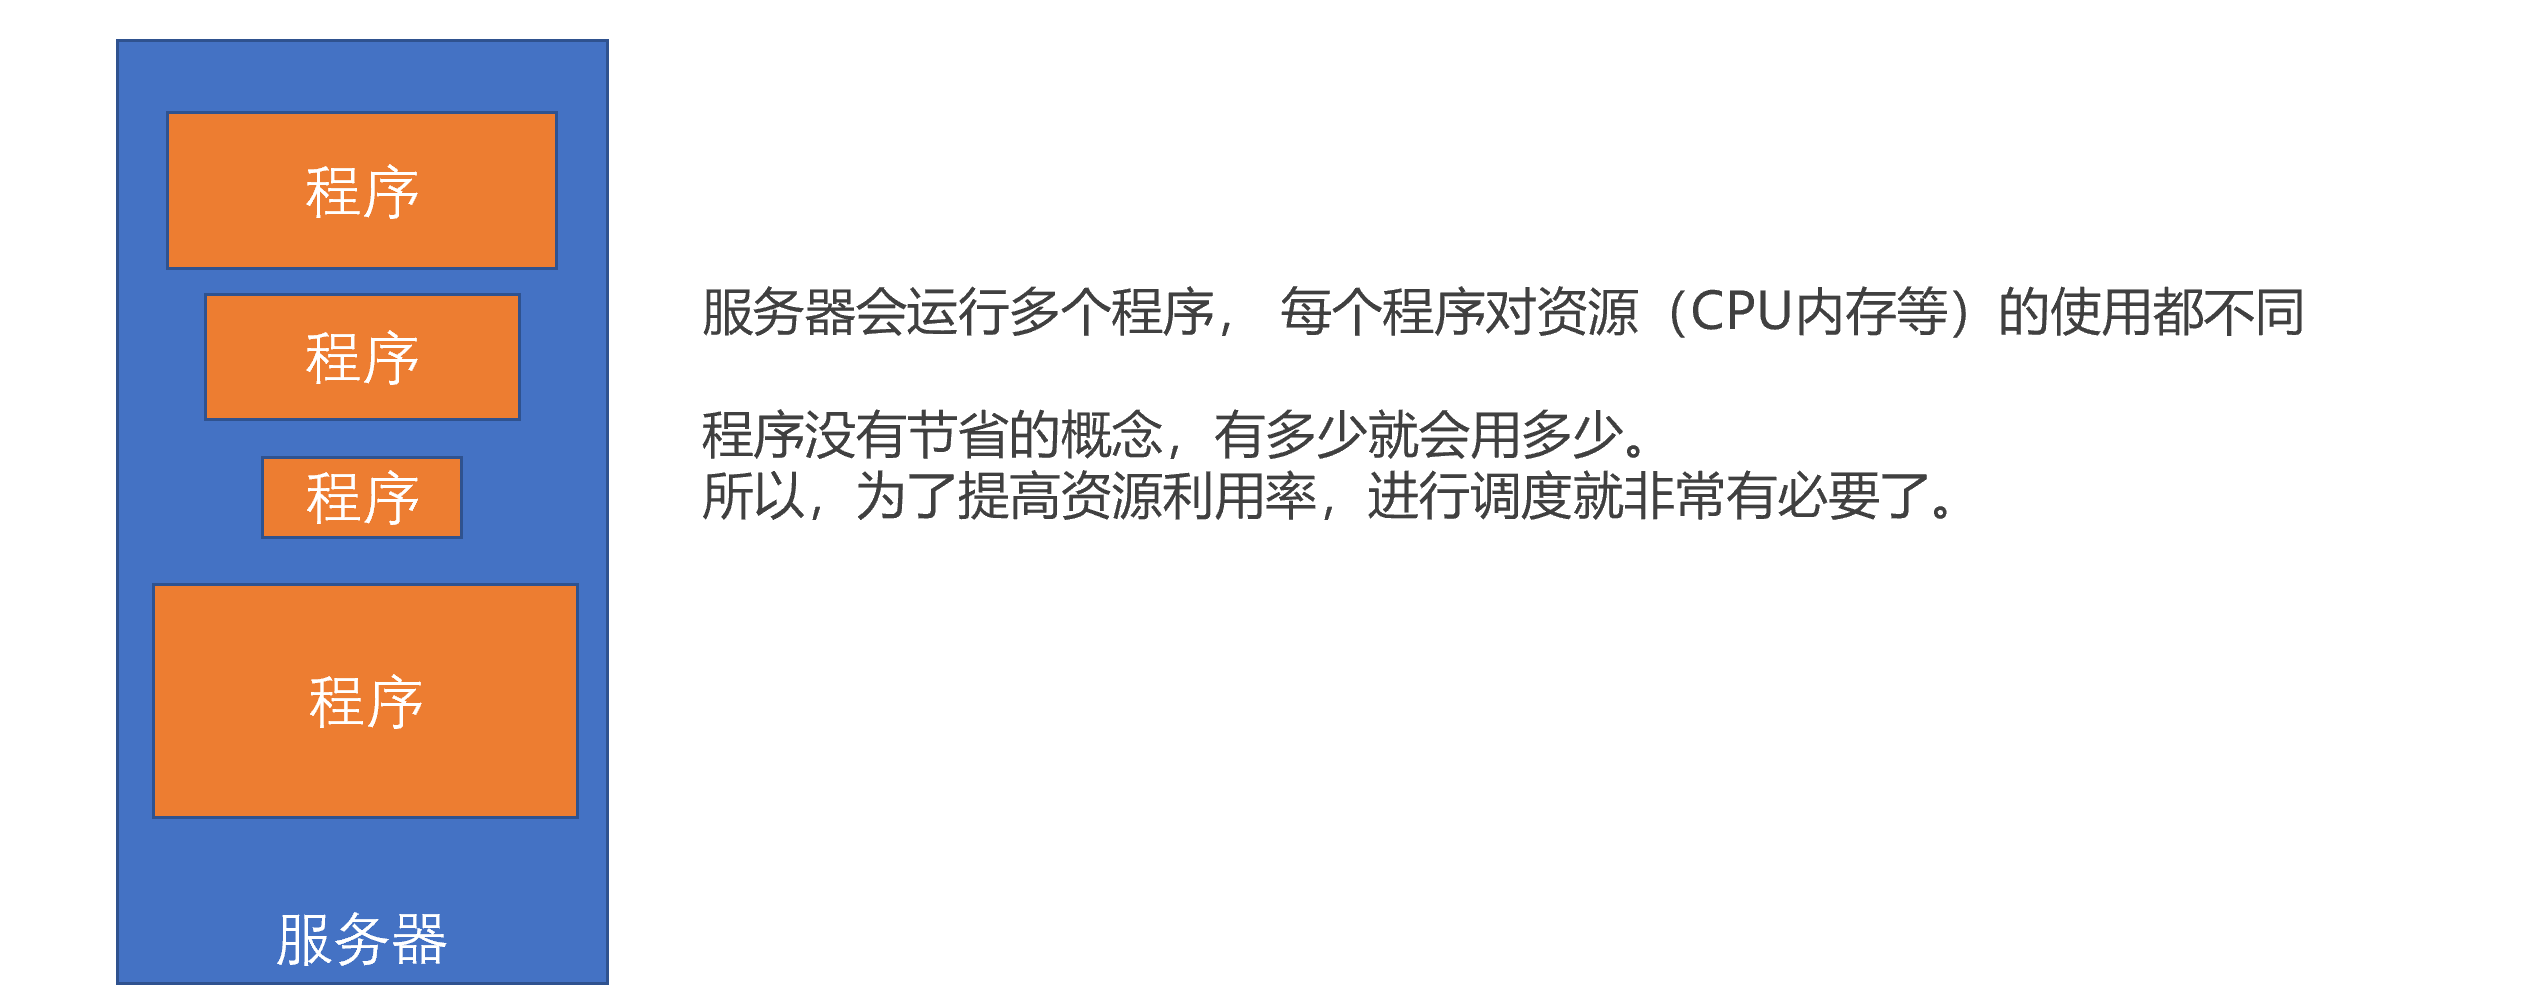 程序
程序
程序
程序
服务器
服务器会运行多个程序， 每个程序对资源（CPU内存等）的使用都不同
程序没有节省的概念，有多少就会用多少。
所以，为了提高资源利用率，进行调度就非常有必要了。